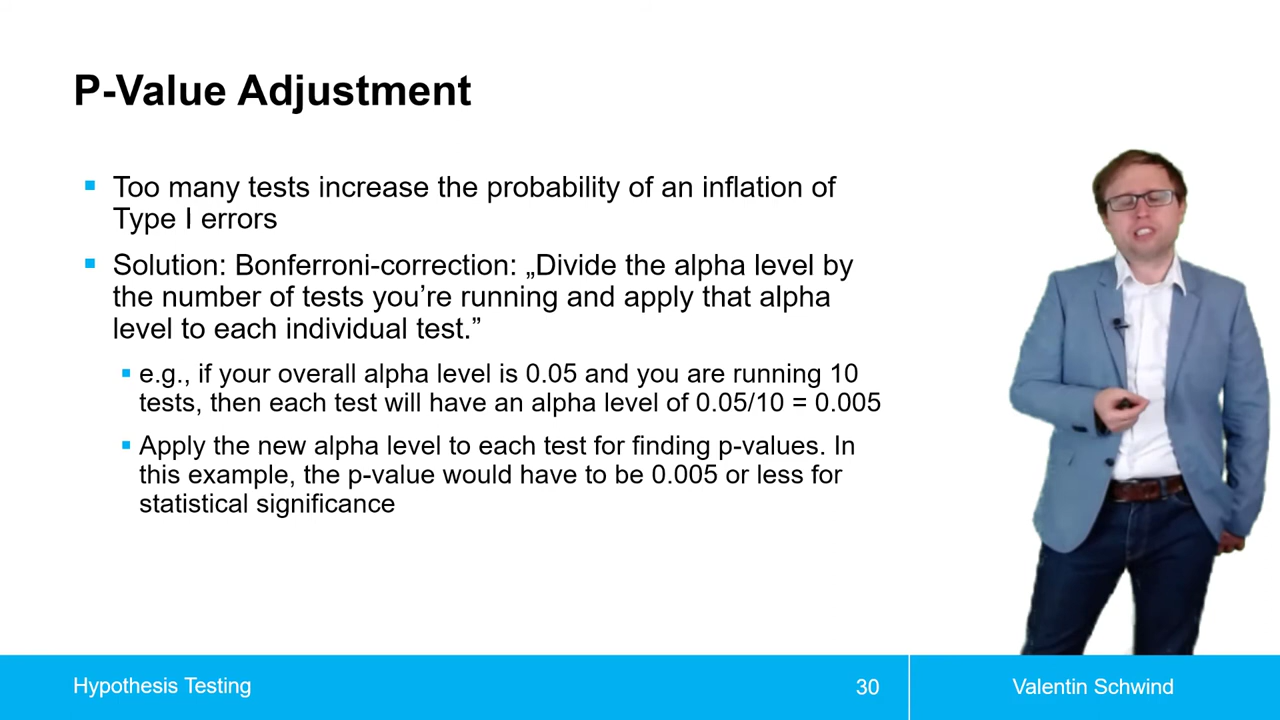 P-Value Adjustment
Too many tests increase the probability of an inflation of
Type I errors
Solution: Bonferroni-correction: „Divide the alpha level by
the number of tests you’re running and apply that alpha
level to each individual test.”
e.g., if your overall alpha level is 0.05 and you are running 10
tests, then each test will have an alpha level of 0.05/10 = 0.005
Apply the new alpha level to each test for finding p-values. In
this example, the p-value would have to be 0.005 or less for
statistical significance
Hypothesis Testing
30
Valentin Schwind